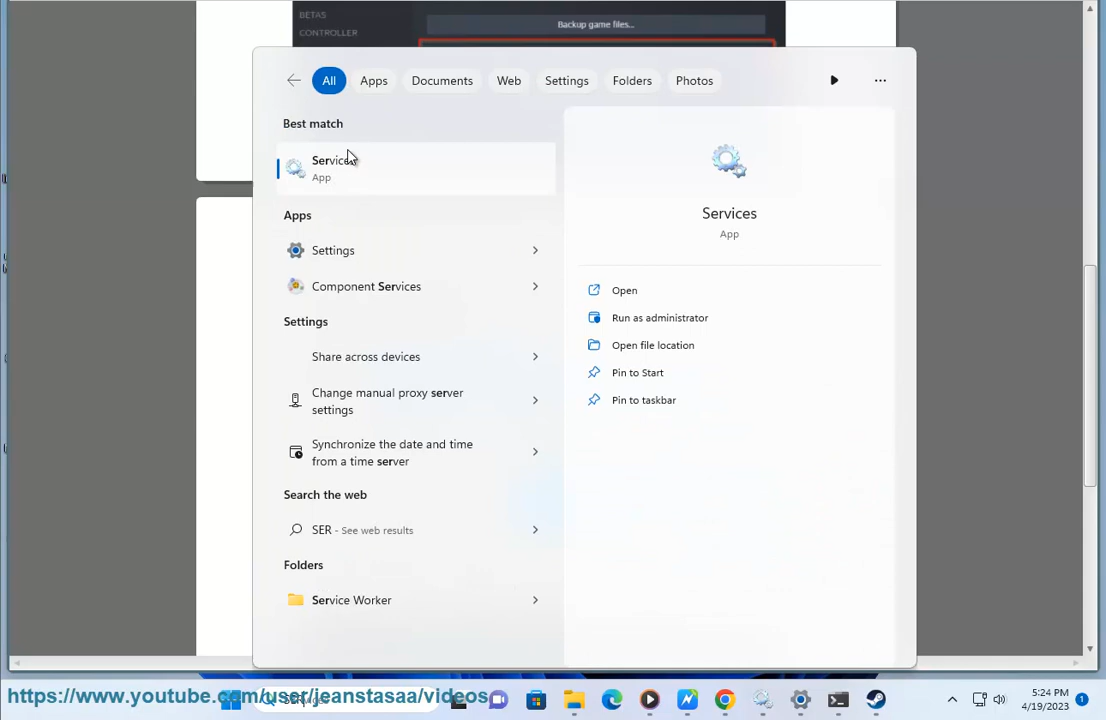 BETAS
CONTROLLER
Backup game files...
All
Apps
Documents
Web
Settings
Folders
Photos
Best match
Services
App
Apps
Settings
Component Services
Settings
Share across devices
Change manual proxy server
settings
Synchronize the date and time
from a time server
Search the web
SER - See web results
Folders
Service Worker
Services
App
Open
Run as administrator
Open file location
Pin to Start
Pin to taskbar
https://www.youtube.com/user/jeanstasaa/videos
5:24 PM
4/19/2023
1